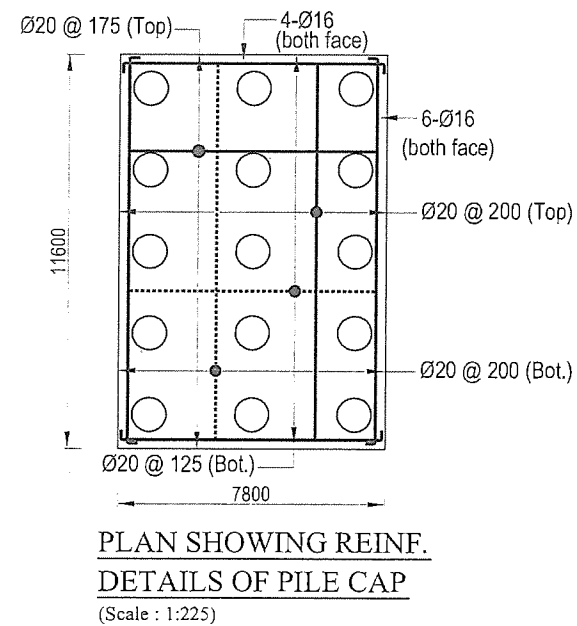 Ø20 @ 175 (Top)
4-Ø16
(both face)
6-Ø16
(both face)
Ø20 @ 200 (Top)
11600
Ø20 @ 200 (Bot.)
Ø20 @ 125 (Bot.)
7800
PLAN SHOWING REINF.
DETAILS OF PILE CAP
(Scale : 1:225)